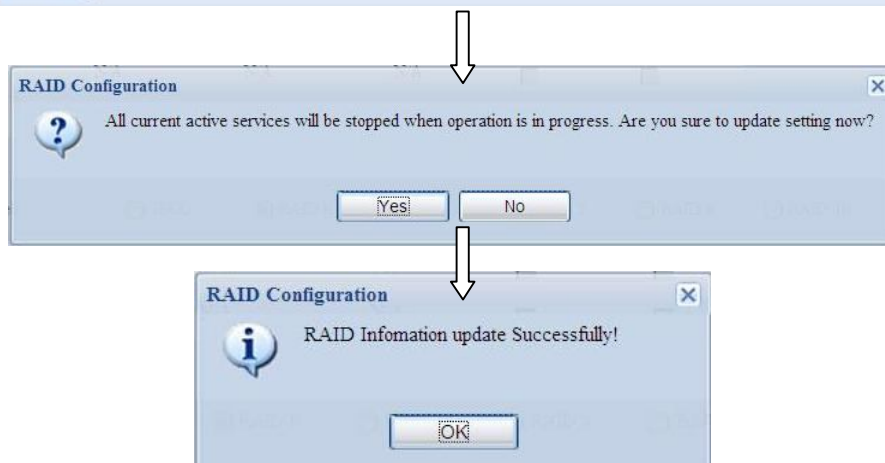 RAID Configuration
All current active services will be stopped when operation is in progress. Are you sure to update setting now?
Yes
No
RAID Configuration
RAID Infomation update Successfully!
OK